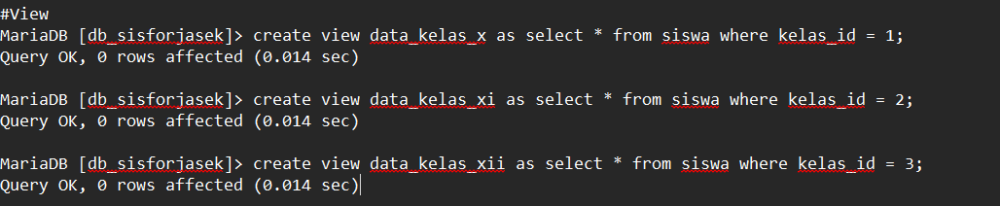 #View
MariaDB [db_sisforjasek]> create view data_kelas_x as select * from siswa where kelas_id = 1;
Query OK, 0 rows affected (0.014 sec)
MariaDB [db_sisforjasek]> create view data_kelas_xi as select * from siswa where kelas_id = 2;
Query OK, 0 rows affected (0.014 sec)
MariaDB [db_sisforjasek]> create view data_kelas_xii as select * from siswa where kelas_id = 3;
Query OK, 0 rows affected (0.014 sec)